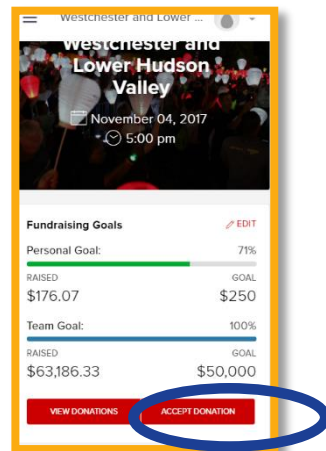 Westchester and Lower ...
Westchester and
Lower Hudson
Valley
November 04, 2017
5:00 pm
Fundraising Goals EDIT
Personal Goal: 71%
RAISED GOAL
$176.07 $250
Team Goal: 100%
RAISED GOAL
$63,186.33 $50,000
VIEW DONATIONS ACCEPT DONATION